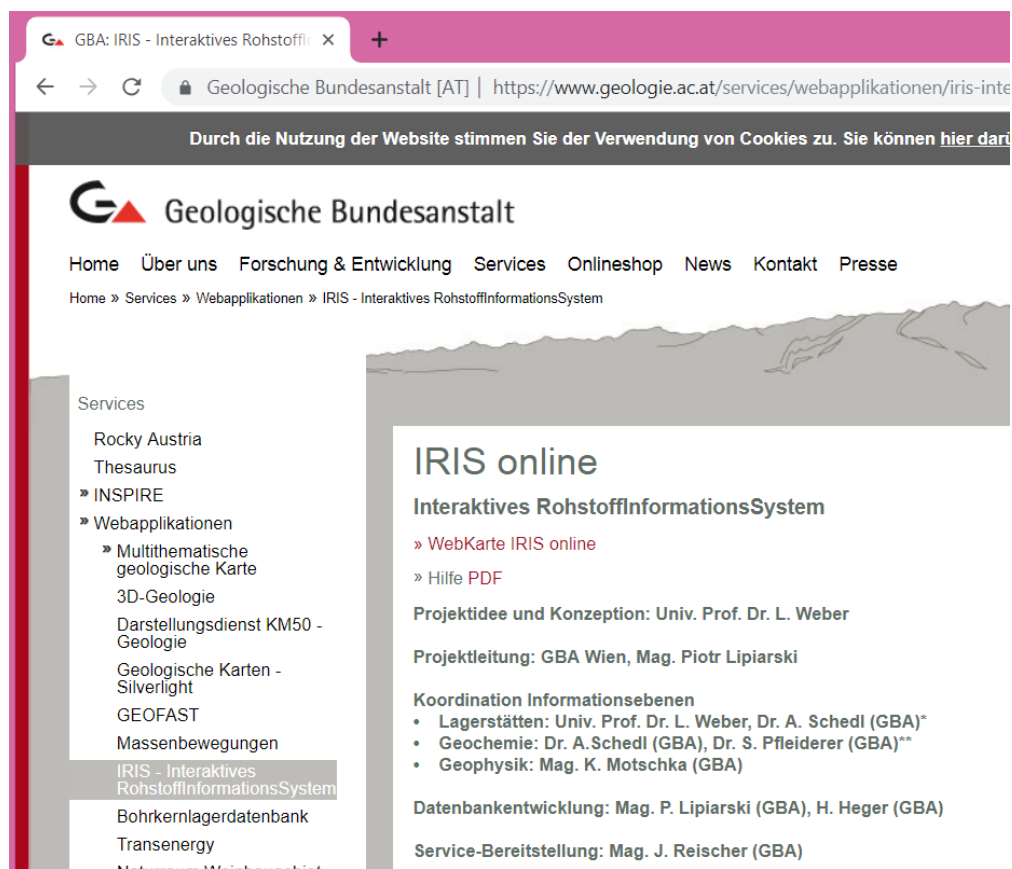 GBA: IRIS - Interaktives Rohstoffi
Geologische Bundesanstalt [AT] | https://www.geologie.ac.at/services/webapplikationen/iris-inte
Durch die Nutzung der Website stimmen Sie der Verwendung von Cookies zu. Sie können hier darü
Geologische Bundesanstalt
Home Über uns Forschung & Entwicklung Services Onlineshop News Kontakt Presse
Home » Services » Webapplikationen » IRIS - Interaktives RohstoffInformationsSystem
Services
Rocky Austria
Thesaurus
» INSPIRE
» Webapplikationen
» Multithematische
geologische Karte
3D-Geologie
Darstellungsdienst KM50 -
Geologie
Geologische Karten -
Silverlight
GEOFAST
Massenbewegungen
IRIS - Interaktives
RohstoffInformationsSystem
Bohrkernlagerdatenbank
Transenergy
IRIS online
Interaktives RohstoffInformationsSystem
» WebKarte IRIS online
» Hilfe PDF
Projektidee und Konzeption: Univ. Prof. Dr. L. Weber
Projektleitung: GBA Wien, Mag. Piotr Lipiarski
Koordination Informationsebenen
• Lagerstätten: Univ. Prof. Dr. L. Weber, Dr. A. Schedl (GBA)*
• Geochemie: Dr. A.Schedl (GBA), Dr. S. Pfleiderer (GBA)**
• Geophysik: Mag. K. Motschka (GBA)
Datenbankentwicklung: Mag. P. Lipiarski (GBA), H. Heger (GBA)
Service-Bereitstellung: Mag. J. Reischer (GBA)